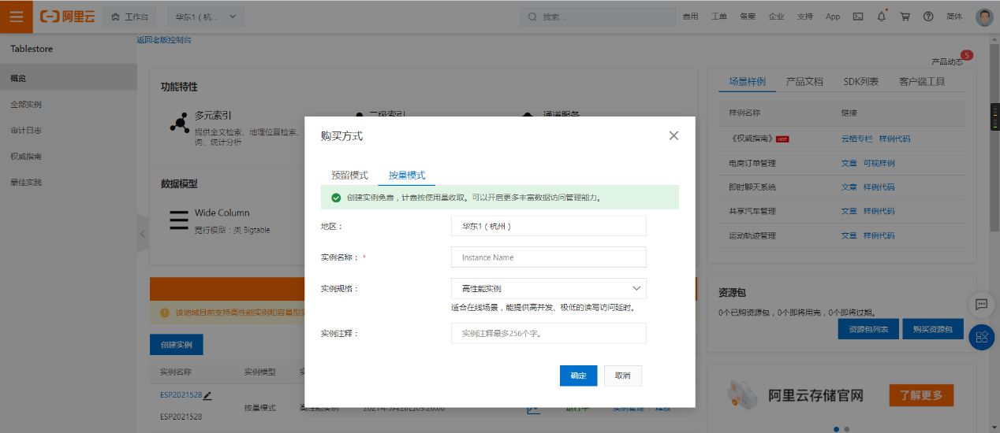 阿里云
工作台
华东1（杭...
搜索...
费用
工单
备案
企业
支持
App
简体
Tablestore
返回老版控制台
概览
全部实例
审计日志
权威指南
最佳实践
产品动态
5
功能特性
多元索引
提供全文检索、地理位置检索、
询、统计分析
二级索引
通道服务
数据模型
Wide Column
宽行模型：类 Bigtable
购买方式
预留模式
按量模式
创建实例免费，计费按使用量收取。可以开启更多丰富数据访问管理能力。
地区：
华东1（杭州）
实例名称： *
Instance Name
实例规格：
高性能实例
适合在线场景，能提供高并发、极低的读写访问延时。
实例注释：
实例注释最多256个字。
确定
取消
场景样例
产品文档
SDK列表
客户端工具
样例名称
链接
《权威指南》 HOT
云栖专栏 样例代码
电商订单管理
文章 可视样例
即时聊天系统
文章 样例代码
共享汽车管理
文章 样例代码
运动轨迹管理
文章 样例代码
资源包
0个已购资源包，0个即将用完，0个即将过期。
资源包列表
购买资源包
阿里云存储官网
了解更多
该地域目前支持高性能实例和容量型实
创建实例
实例名称
实例模型
ESP2021528
ESP2021528
按量模式
高性能实例
2021年5月28日09:20:00
运行中
实例管理
释放